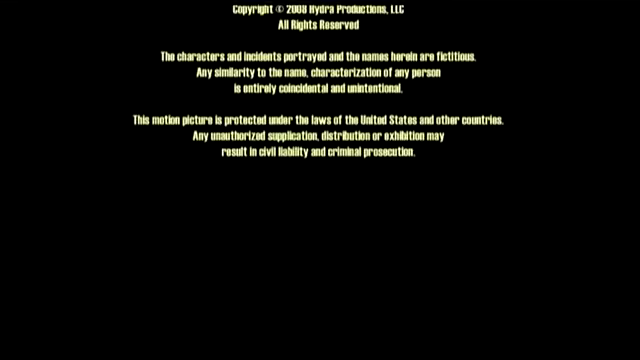 Copyright © 2008 Hydra Productions, LLC
All Rights Reserved
The characters and incidents portrayed and the names herein are fictitious.
Any similarity to the name, characterization of any person
is entirely coincidental and unintentional.
This motion picture is protected under the laws of the United States and other countries.
Any unauthorized supplication, distribution or exhibition may
result in civil liability and criminal prosecution.